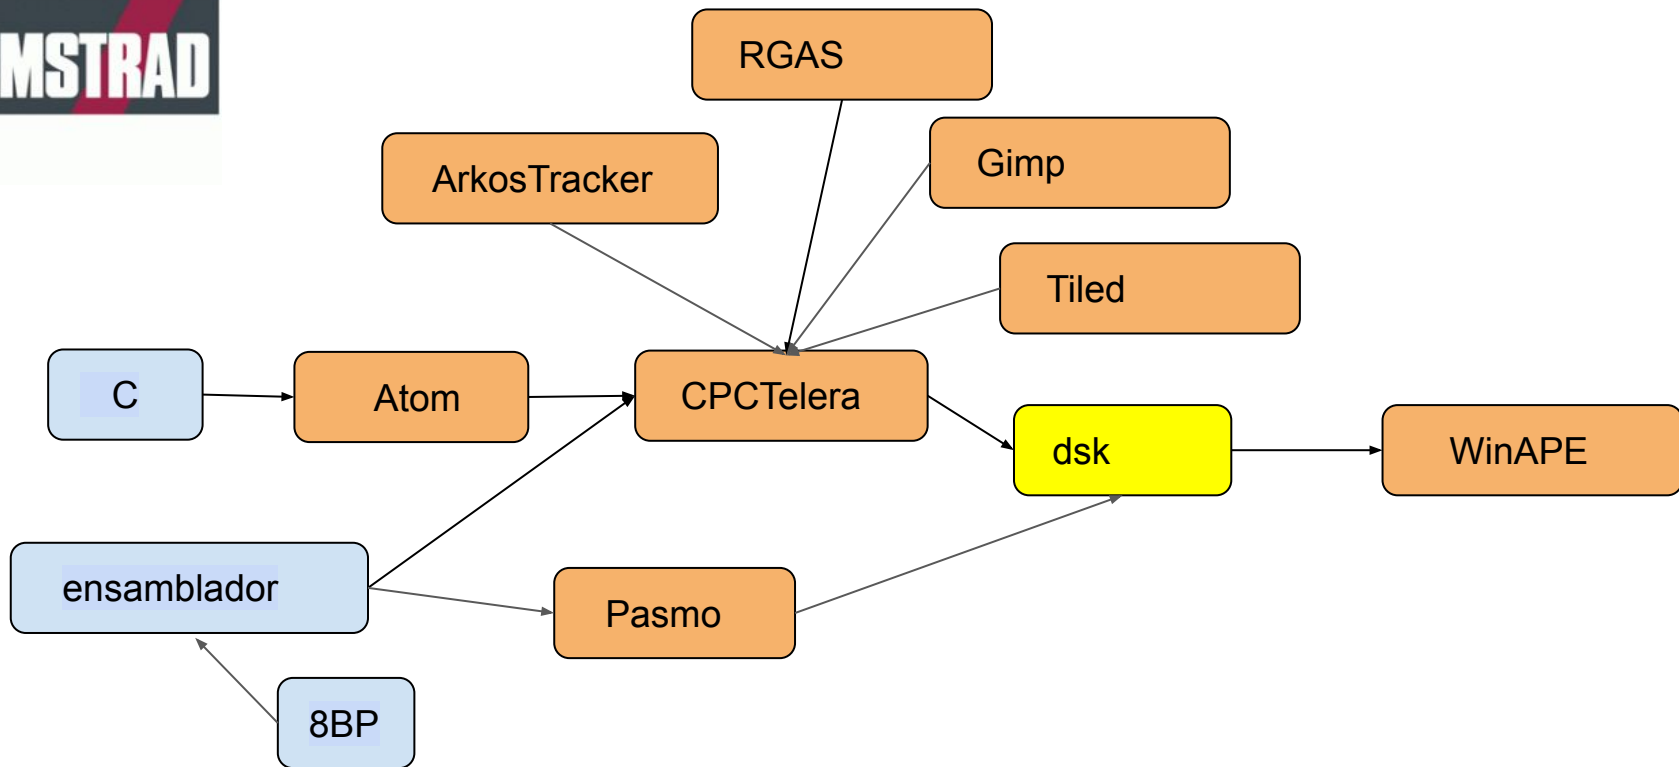 MSTRAD
RGAS
Gimp
ArkosTracker
Tiled
C
Atom
CPCTelera
dsk
WinAPE
ensamblador
Pasmo
8BP